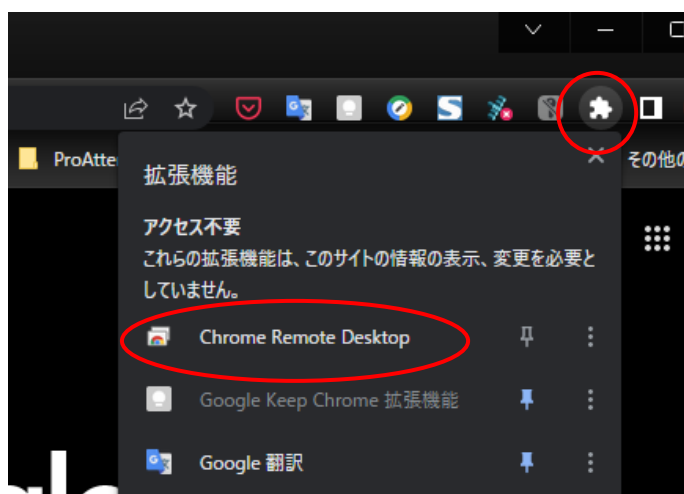 ProAtte
その他の
拡張機能
アクセス不要
これらの拡張機能は、このサイトの情報の表示、変更を必要と
していません。
Chrome Remote Desktop
Google Keep Chrome 拡張機能
Google 翻訳